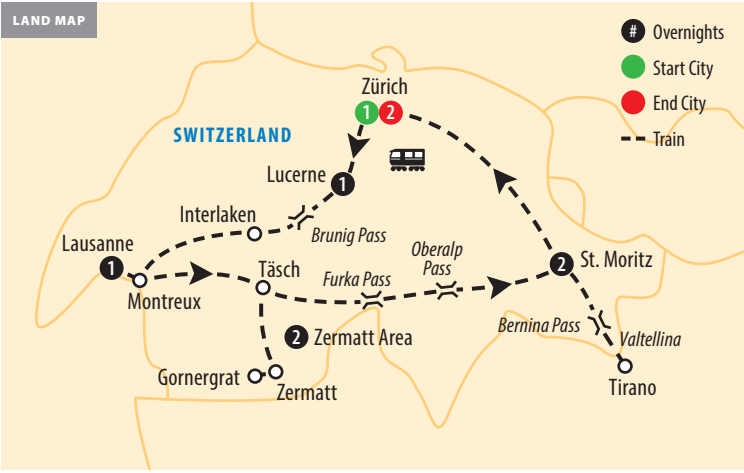 LAND MAP
# Overnights
Start City
End City
Train
Zürich
1 2
SWITZERLAND
Lucerne 1
Interlaken
Brunig Pass
Lausanne
1
Montreux
Täsch
Furka Pass
Oberalp
Pass
2 St. Moritz
Bernina Pass
Valtellina
2 Zermatt Area
Gornergrat
Zermatt
Tirano